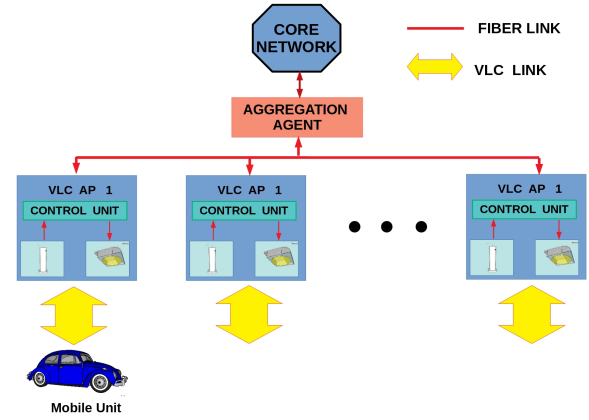 CORE
NETWORK
FIBER LINK
VLC LINK
AGGREGATION
AGENT
VLC AP 1
CONTROL UNIT
VLC AP 1
CONTROL UNIT
VLC AP 1
CONTROL UNIT
Mobile Unit